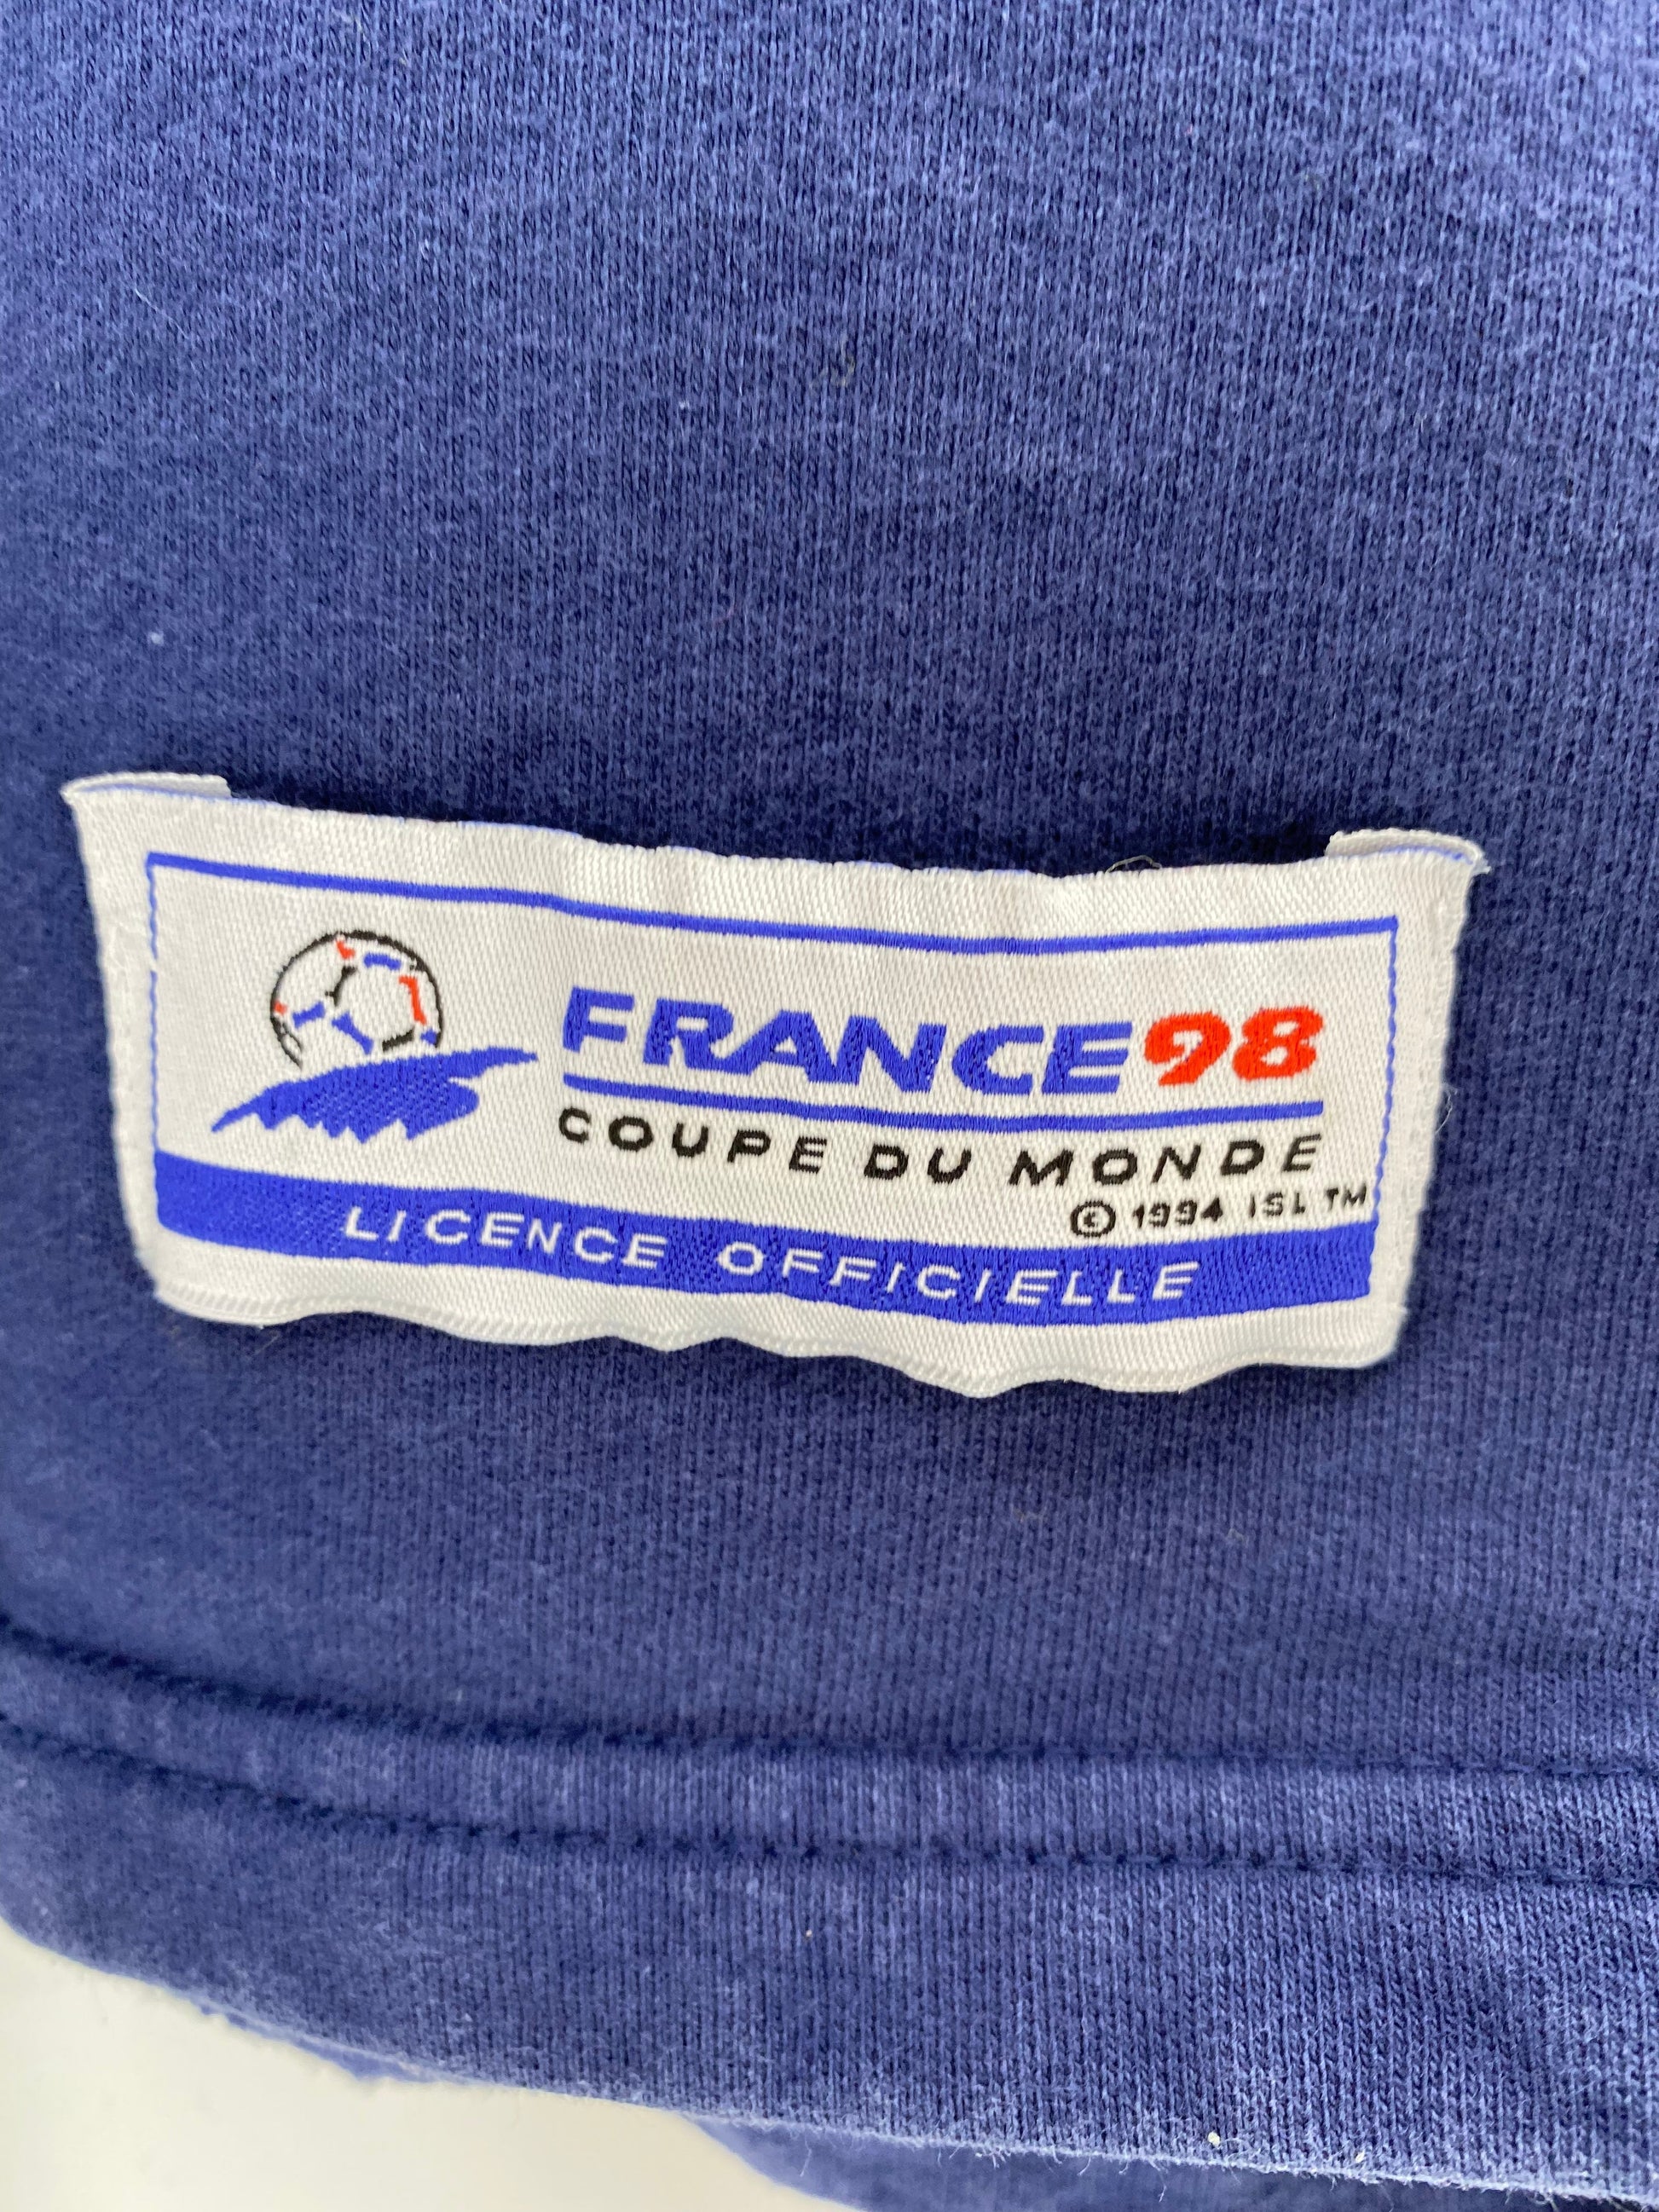 FRANCE98
COUPE DU MONDE
© 1994 ISL TM
LICENCE OFFICIELLE